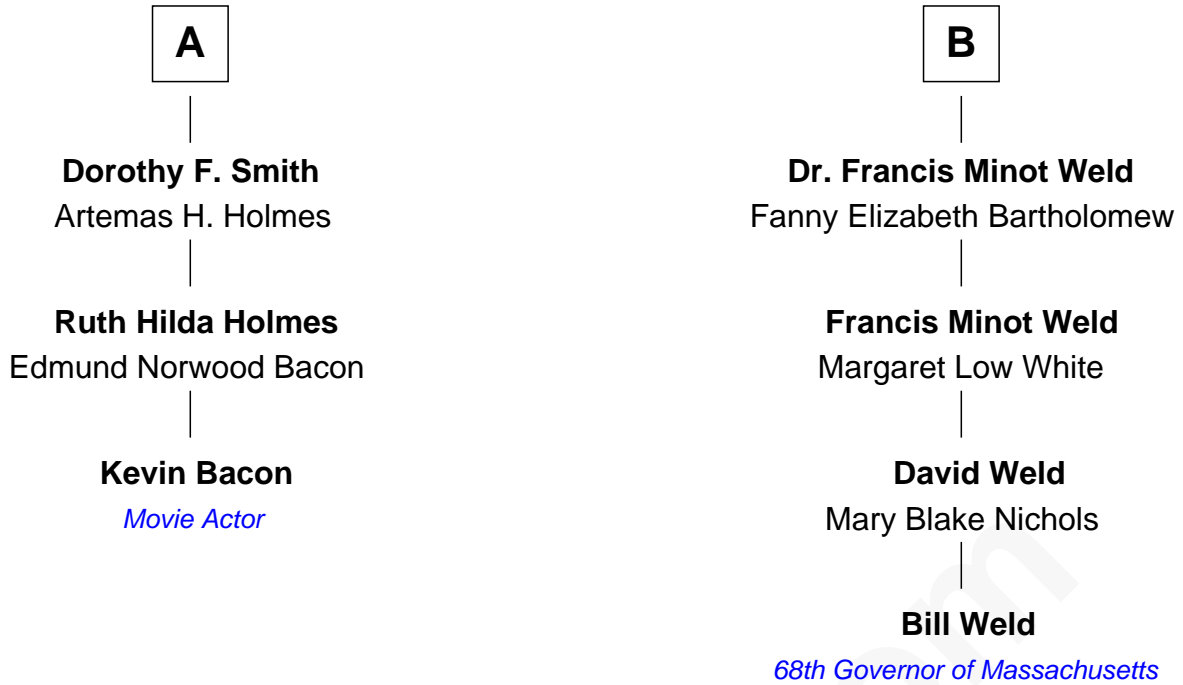 A
B
Dorothy F. Smith
Artemas H. Holmes
Dr. Francis Minot Weld
Fanny Elizabeth Bartholomew
Ruth Hilda Holmes
Edmund Norwood Bacon
Francis Minot Weld
Margaret Low White
Kevin Bacon
Movie Actor
David Weld
Mary Blake Nichols
Bill Weld
68th Governor of Massachusetts